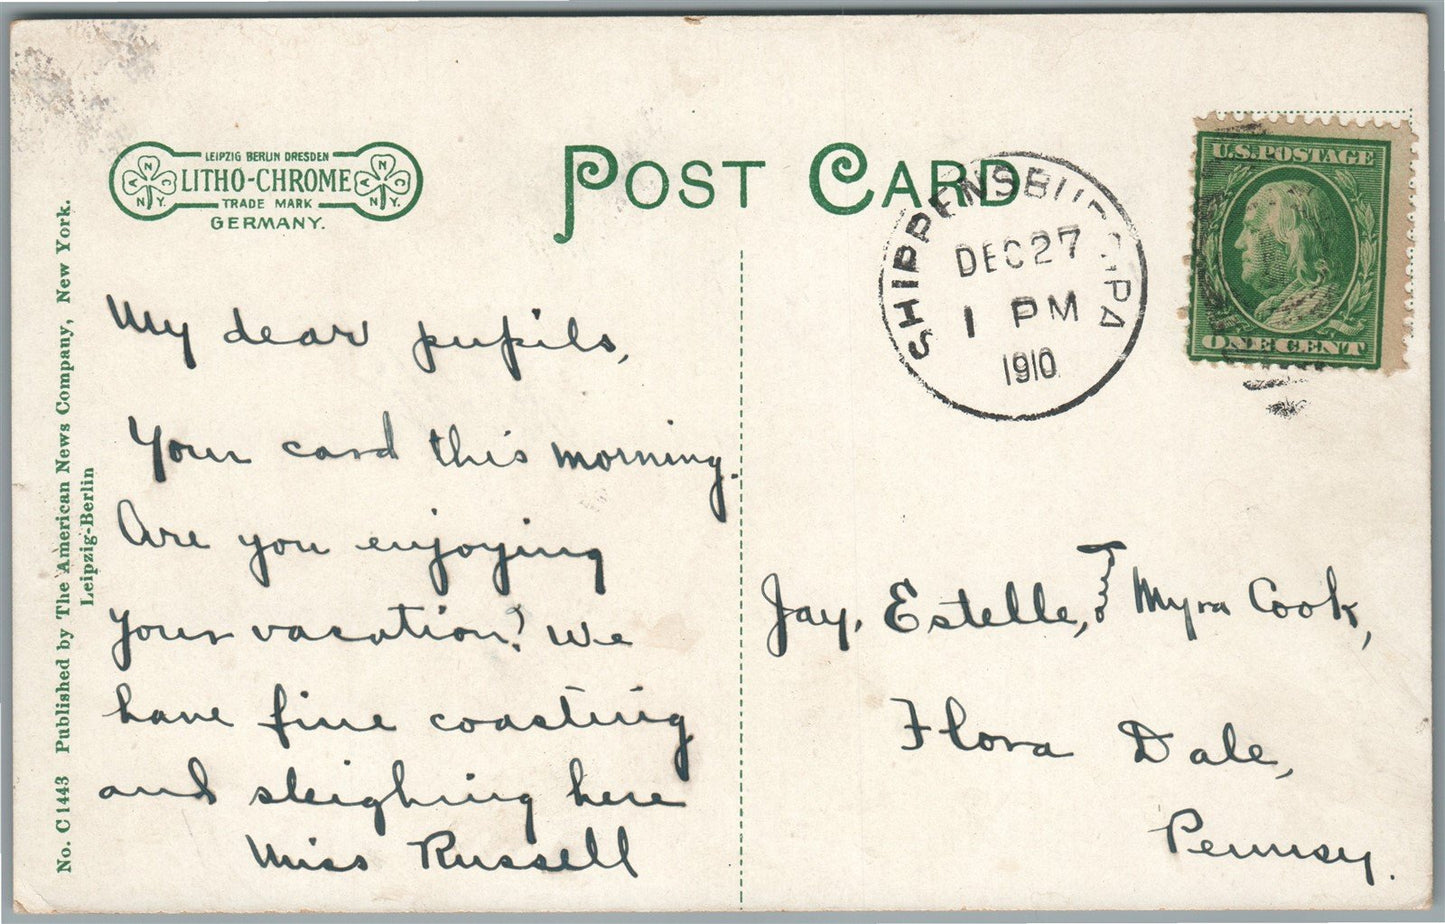 POST CARD
LEIPZIG BERLIN DRESDEN
LITHO-CHROME
TRADE MARK
GERMANY.
No. C 1443 Published by The American News Company, New York.
Leipzig-Berlin
SHIPPENSBURG, PA
DEC 27
1 PM
1910
U.S. POSTAGE
ONE CENT
My dear pupils,
Your card this morning.
Are you enjoying
your vacation? We
have fine coasting
and sleighing here
Miss Russell
Jay, Estelle, and Myra Cook,
Flora Dale,
Pennsy.